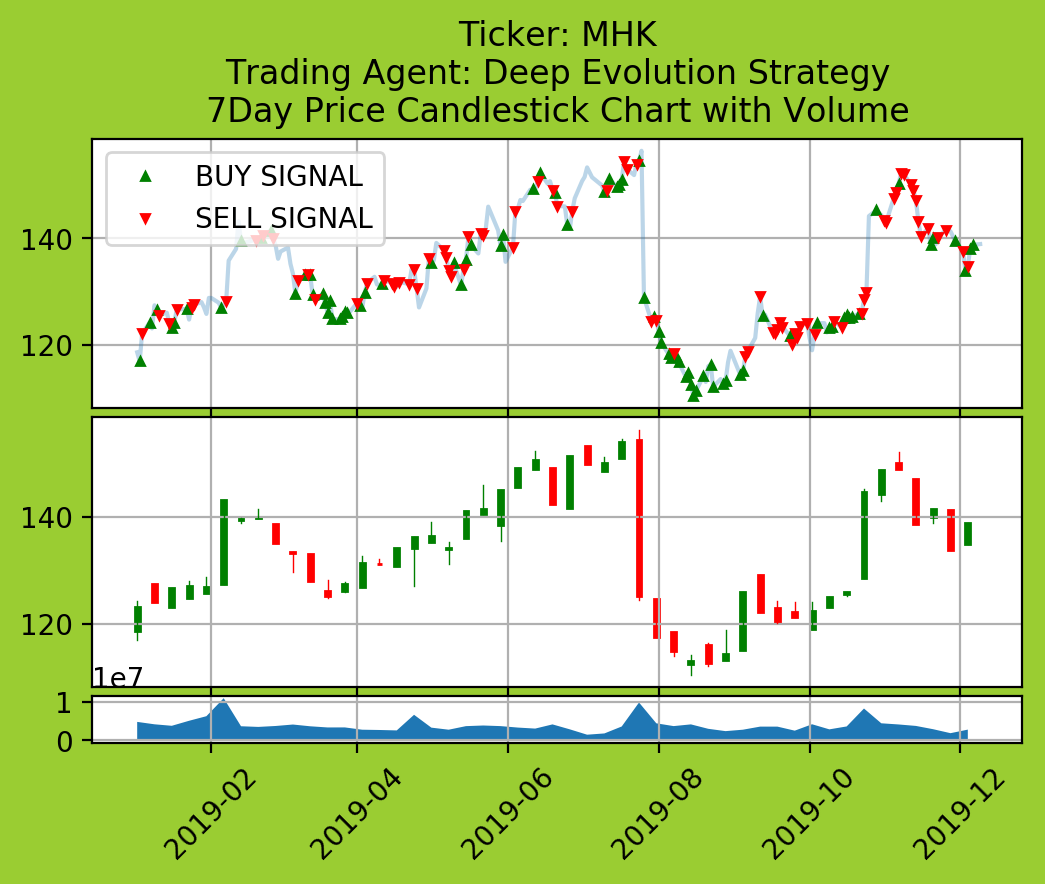 Ticker: MHK
Trading Agent: Deep Evolution Strategy
7Day Price Candlestick Chart with Volume
BUY SIGNAL
SELL SIGNAL
140
120
140
120
1e7
1
0
2019-02
2019-04
2019-06
2019-08
2019-10
2019-12